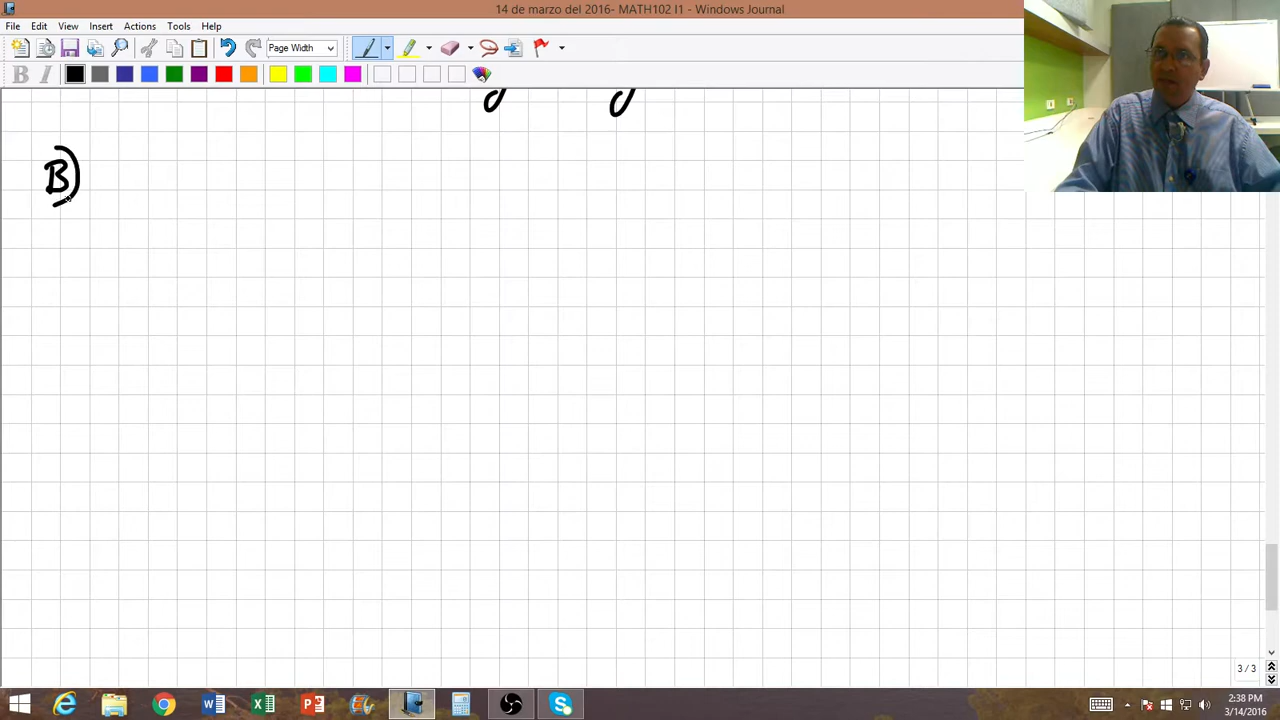 14 de marzo del 2016- MATH102 I1 - Windows Journal
File Edit View Insert Actions Tools Help
Page Width
B I
B)
3 / 3
2:38 PM
3/14/2016